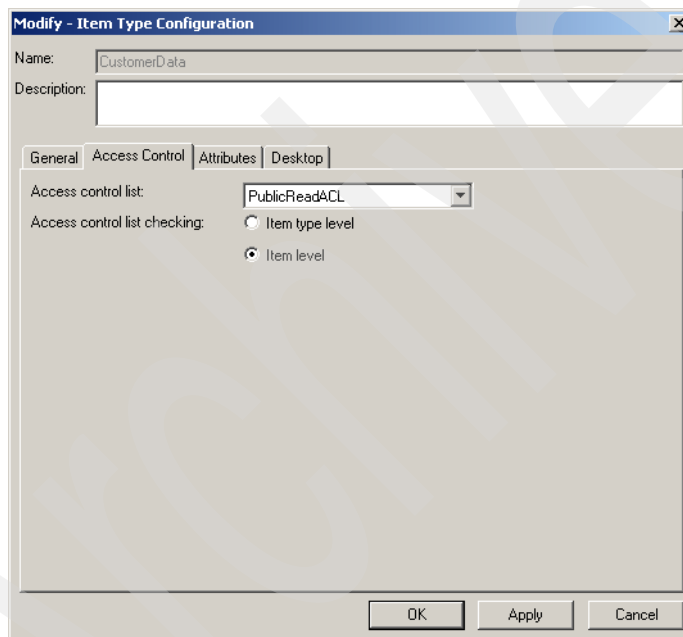 Modify - Item Type Configuration
Name: CustomerData
Description:
General Access Control Attributes Desktop
Access control list: PublicReadACL
Access control list checking: Item type level
Item level
OK Apply Cancel